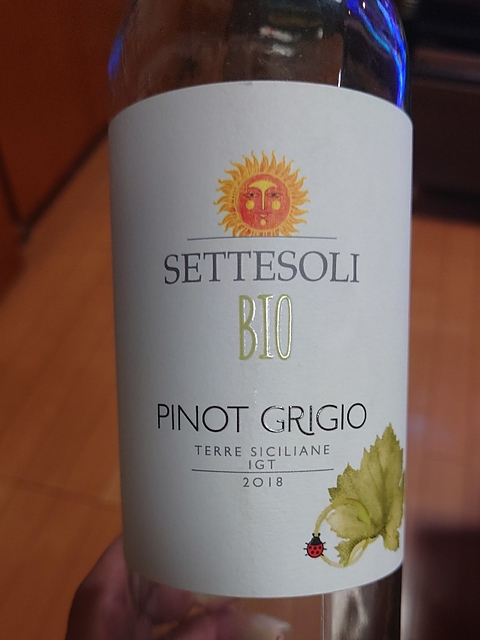 SETTESOLI
BIO
PINOT GRIGIO
TERRE SICILIANE
IGT
2018